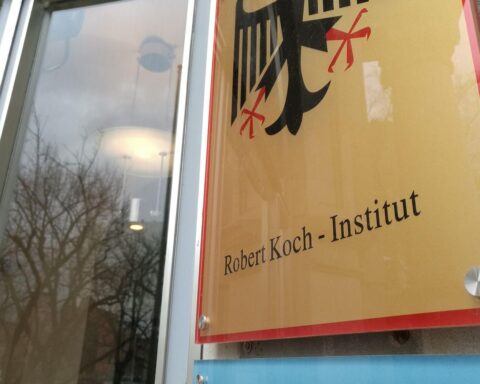 Robert Koch - Institut